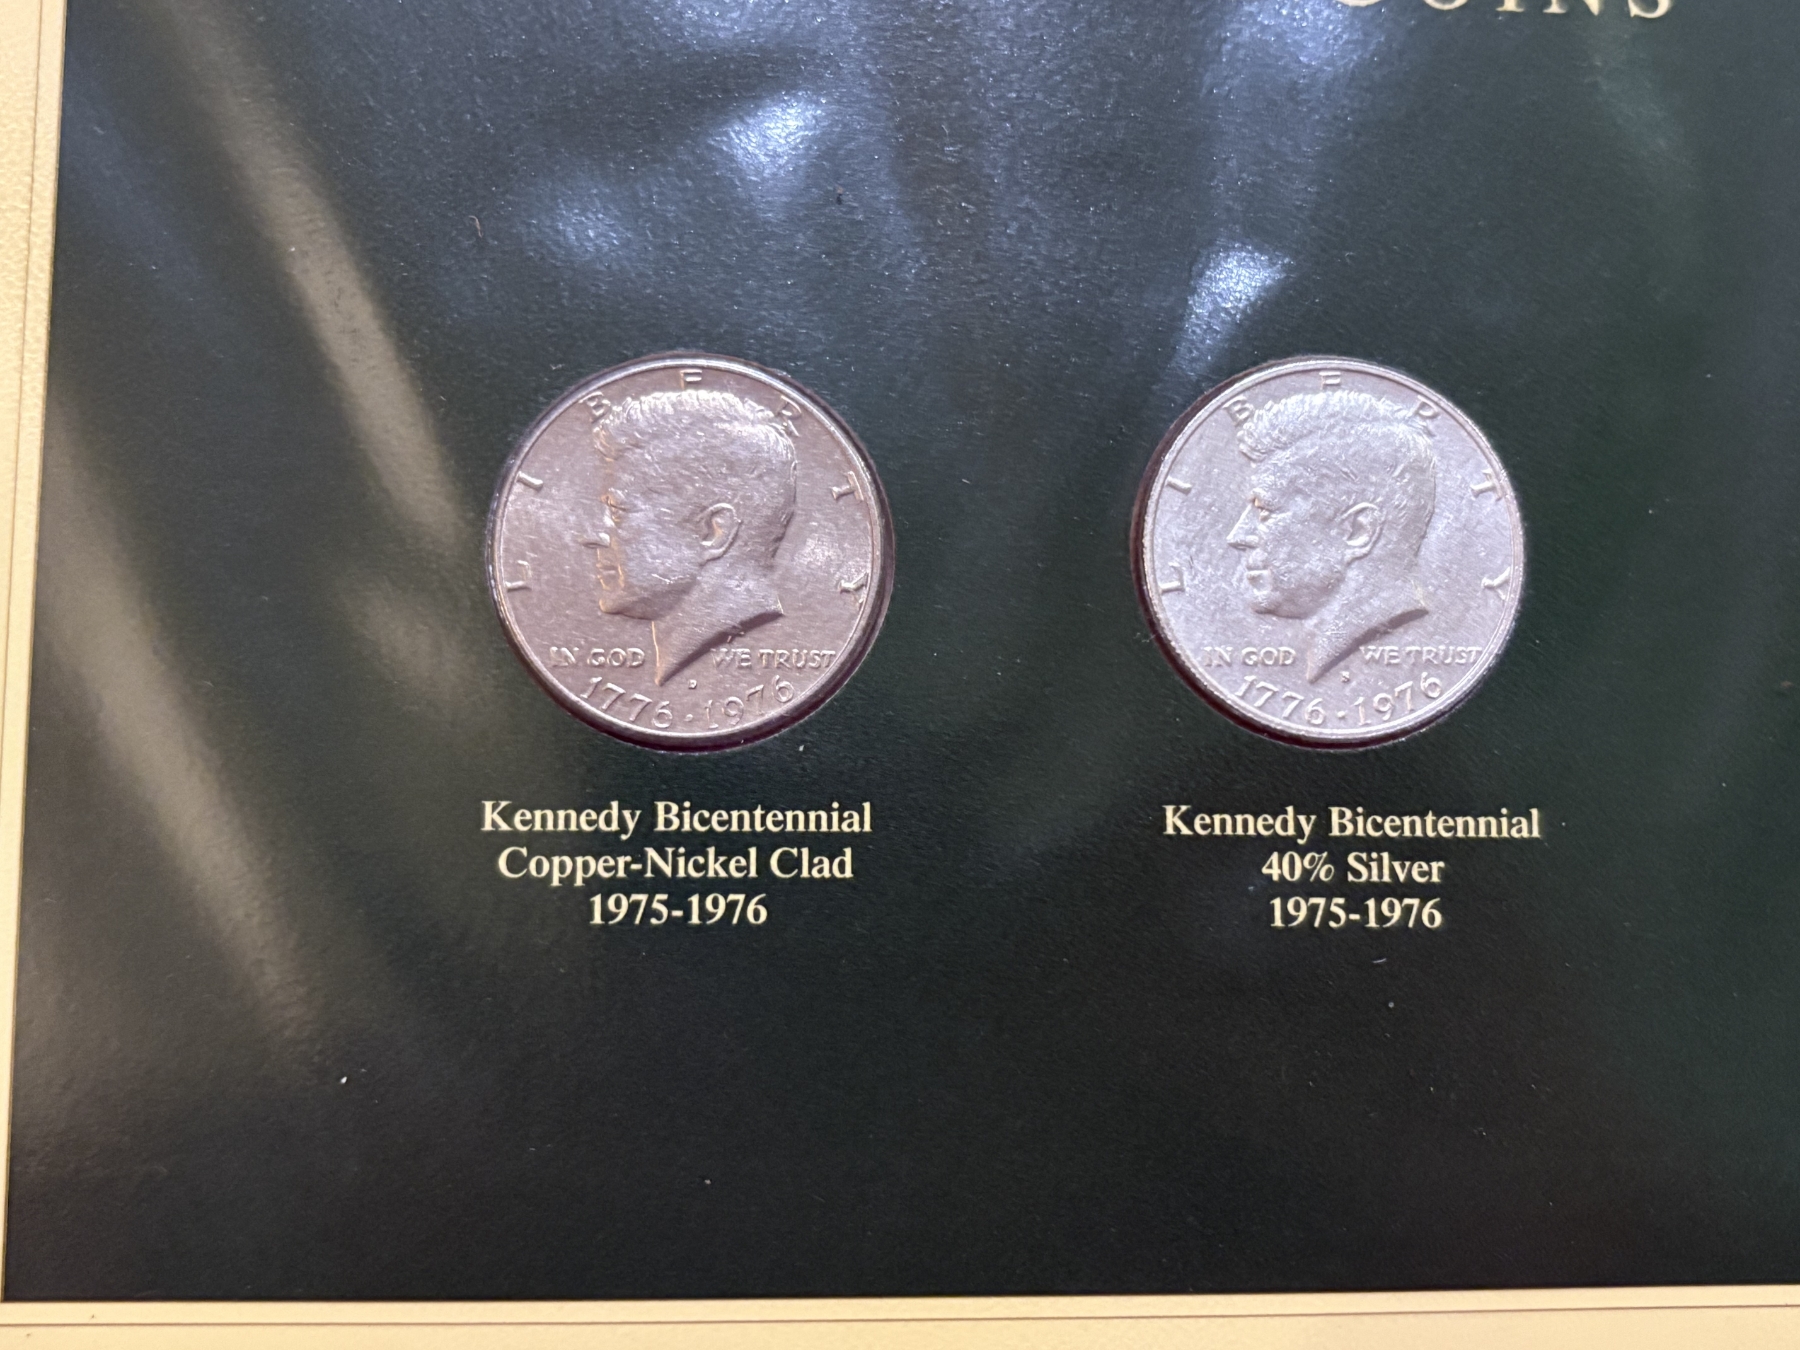 COINS
LIBERTY
IN GOD WE TRUST
D
1776·1976
LIBERTY
IN GOD WE TRUST
S
1776·1976
Kennedy Bicentennial
Copper-Nickel Clad
1975-1976
Kennedy Bicentennial
40% Silver
1975-1976